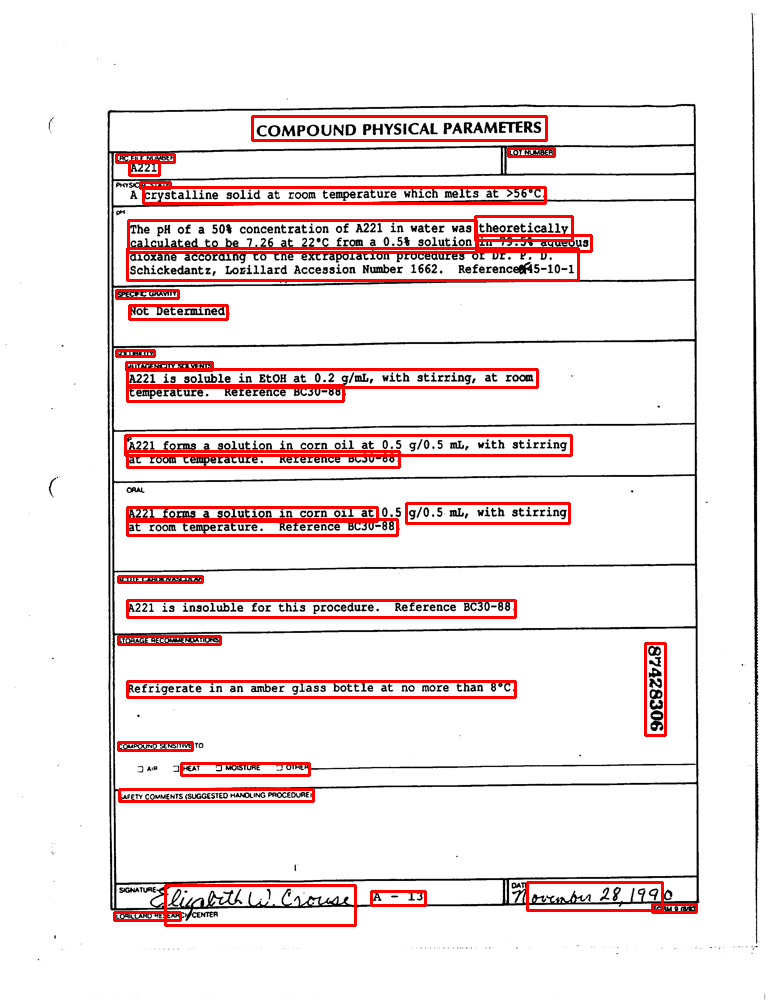 COMPOUND PHYSICAL PARAMETERS
LRC FILE NUMBER
LOT NUMBER
A221
PHYSICAL STATE
A crystalline solid at room temperature which melts at >56°C.
pH
The pH of a 50% concentration of A221 in water was theoretically
calculated to be 7.26 at 22°C from a 0.5% solution in 79.5% aqueous
dioxane according to the extrapolation procedures of Dr. P. D.
Schickedantz, Lorillard Accession Number 1662. Reference 45-10-1
SPECIFIC GRAVITY
Not Determined
SOLUBILITY
MUTAGENICITY SOLVENTS
A221 is soluble in EtOH at 0.2 g/mL, with stirring, at room
temperature. Reference BC30-88.
A221 forms a solution in corn oil at 0.5 g/0.5 mL, with stirring
at room temperature. Reference BC30-88
ORAL
A221 forms a solution in corn oil at 0.5 g/0.5 mL, with stirring
at room temperature. Reference BC30-88
ACUTE CARDIOVASCULAR
A221 is insoluble for this procedure. Reference BC30-88.
STORAGE RECOMMENDATIONS
87428306
Refrigerate in an amber glass bottle at no more than 8°C.
COMPOUND SENSITIVE TO
AIR HEAT MOISTURE OTHER
SAFETY COMMENTS (SUGGESTED HANDLING PROCEDURE)
SIGNATURE Elizabeth W. Crouse A - 13 DATE November 28, 1990
LORILLARD RESEARCH CENTER